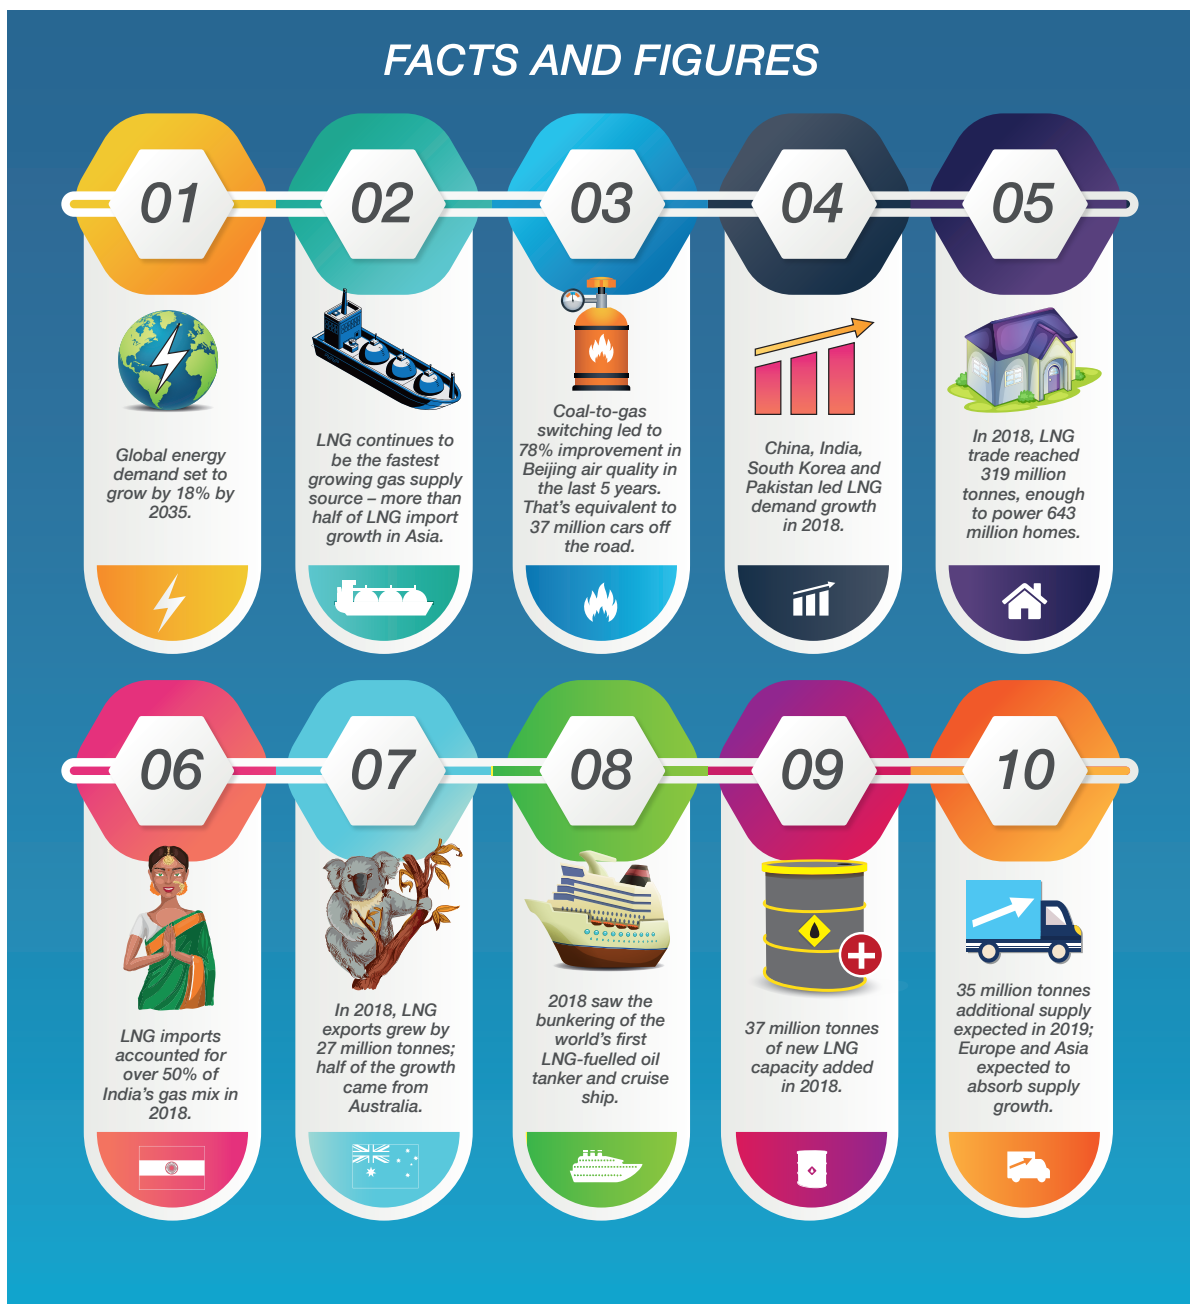 FACTS AND FIGURES
01
Global energy
demand set to
grow by 18% by
2035.
02
LNG continues to
be the fastest
growing gas supply
source – more than
half of LNG import
growth in Asia.
03
Coal-to-gas
switching led to
78% improvement in
Beijing air quality in
the last 5 years.
That’s equivalent to
37 million cars off
the road.
04
China, India,
South Korea and
Pakistan led LNG
demand growth
in 2018.
05
In 2018, LNG
trade reached
319 million
tonnes, enough
to power 643
million homes.
06
LNG imports
accounted for
over 50% of
India’s gas mix in
2018.
07
In 2018, LNG
exports grew by
27 million tonnes;
half of the growth
came from
Australia.
08
2018 saw the
bunkering of the
world’s first
LNG-fuelled oil
tanker and cruise
ship.
09
37 million tonnes
of new LNG
capacity added
in 2018.
10
35 million tonnes
additional supply
expected in 2019;
Europe and Asia
expected to
absorb supply
growth.